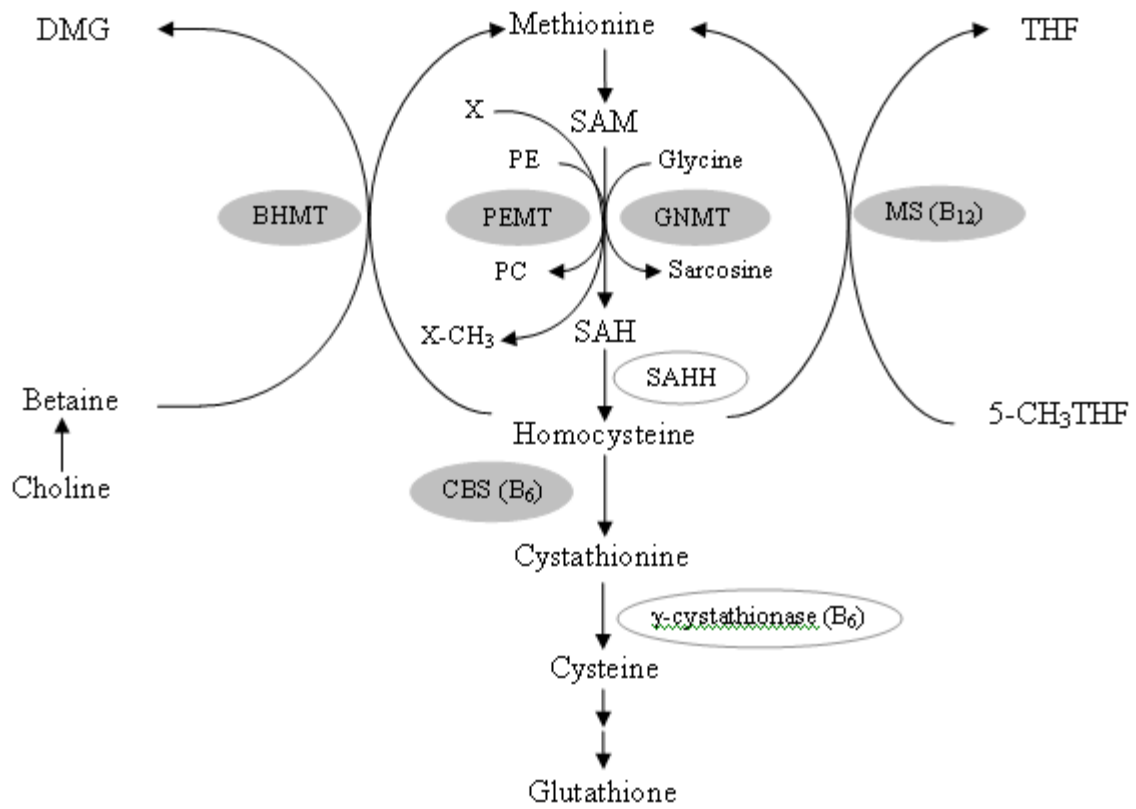 DMG
Methionine
THF
X
SAM
PE
Glycine
BHMT
PEMT
GNMT
MS (B₁₂)
PC
Sarcosine
X-CH₃
SAH
SAHH
Betaine
5-CH₃THF
Homocysteine
Choline
CBS (B₆)
Cystathionine
γ-cystathionase (B₆)
Cysteine
Glutathione